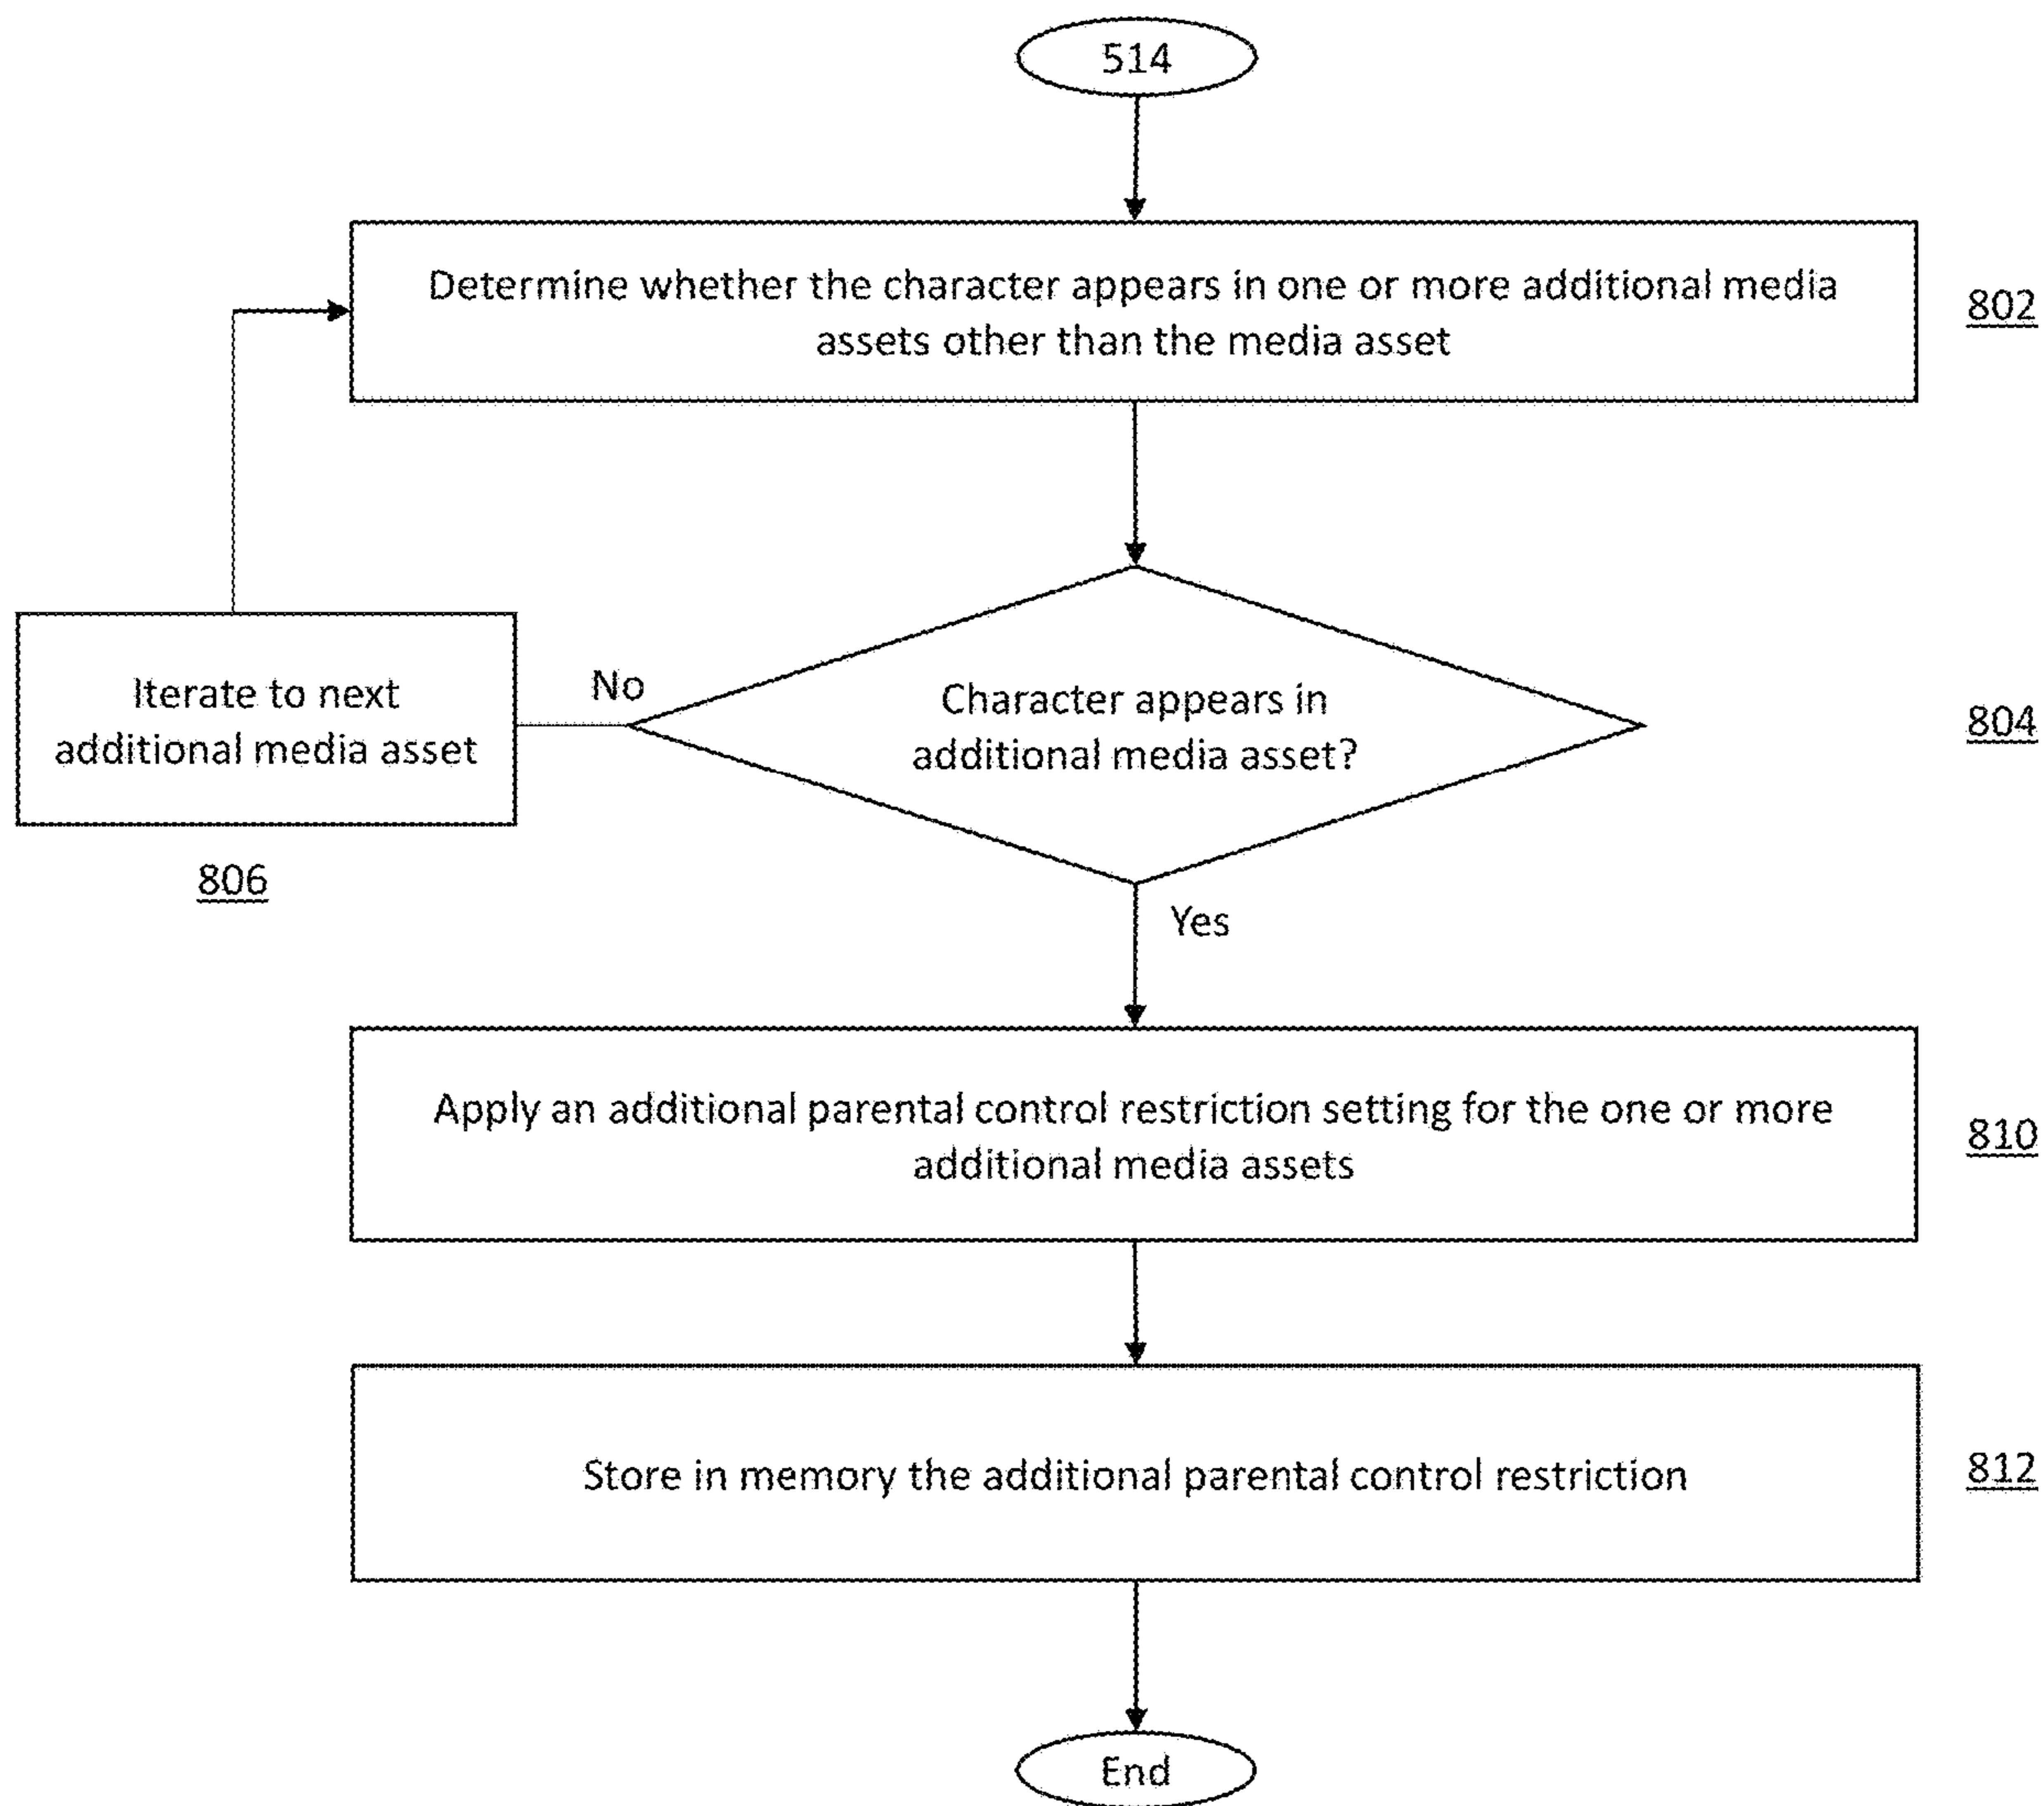 514
Determine whether the character appears in one or more additional media
assets other than the media asset
802
No
Iterate to next
additional media asset
806
Character appears in
additional media asset?
804
Yes
Apply an additional parental control restriction setting for the one or more
additional media assets
810
Store in memory the additional parental control restriction
812
End